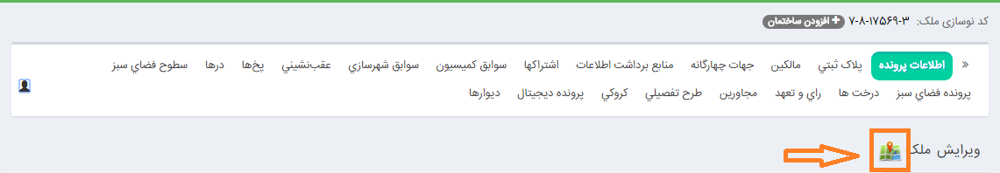 کد نوسازی ملک: ۷-۸-۱۷۵۶۹-۳ + افزودن ساختمان
» اطلاعات پرونده پلاک ثبتي مالکين جهات چهارگانه منابع برداشت اطلاعات اشتراکها سوابق کميسيون سوابق شهرسازي عقب‌نشيني پخ‌ها درها سطوح فضاي سبز
پرونده فضاي سبز درخت ها راي و تعهد مجاورين طرح تفصيلي کروکي پرونده ديجيتال ديوارها
ویرایش ملک